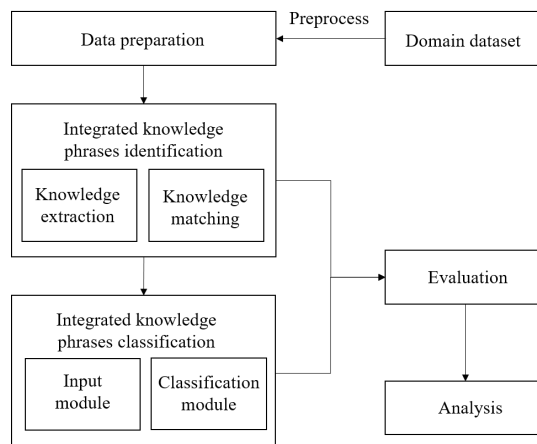 Preprocess
Data preparation
Domain dataset
Integrated knowledge
phrases identification
Knowledge
extraction
Knowledge
matching
Evaluation
Integrated knowledge
phrases classification
Input
module
Classification
module
Analysis